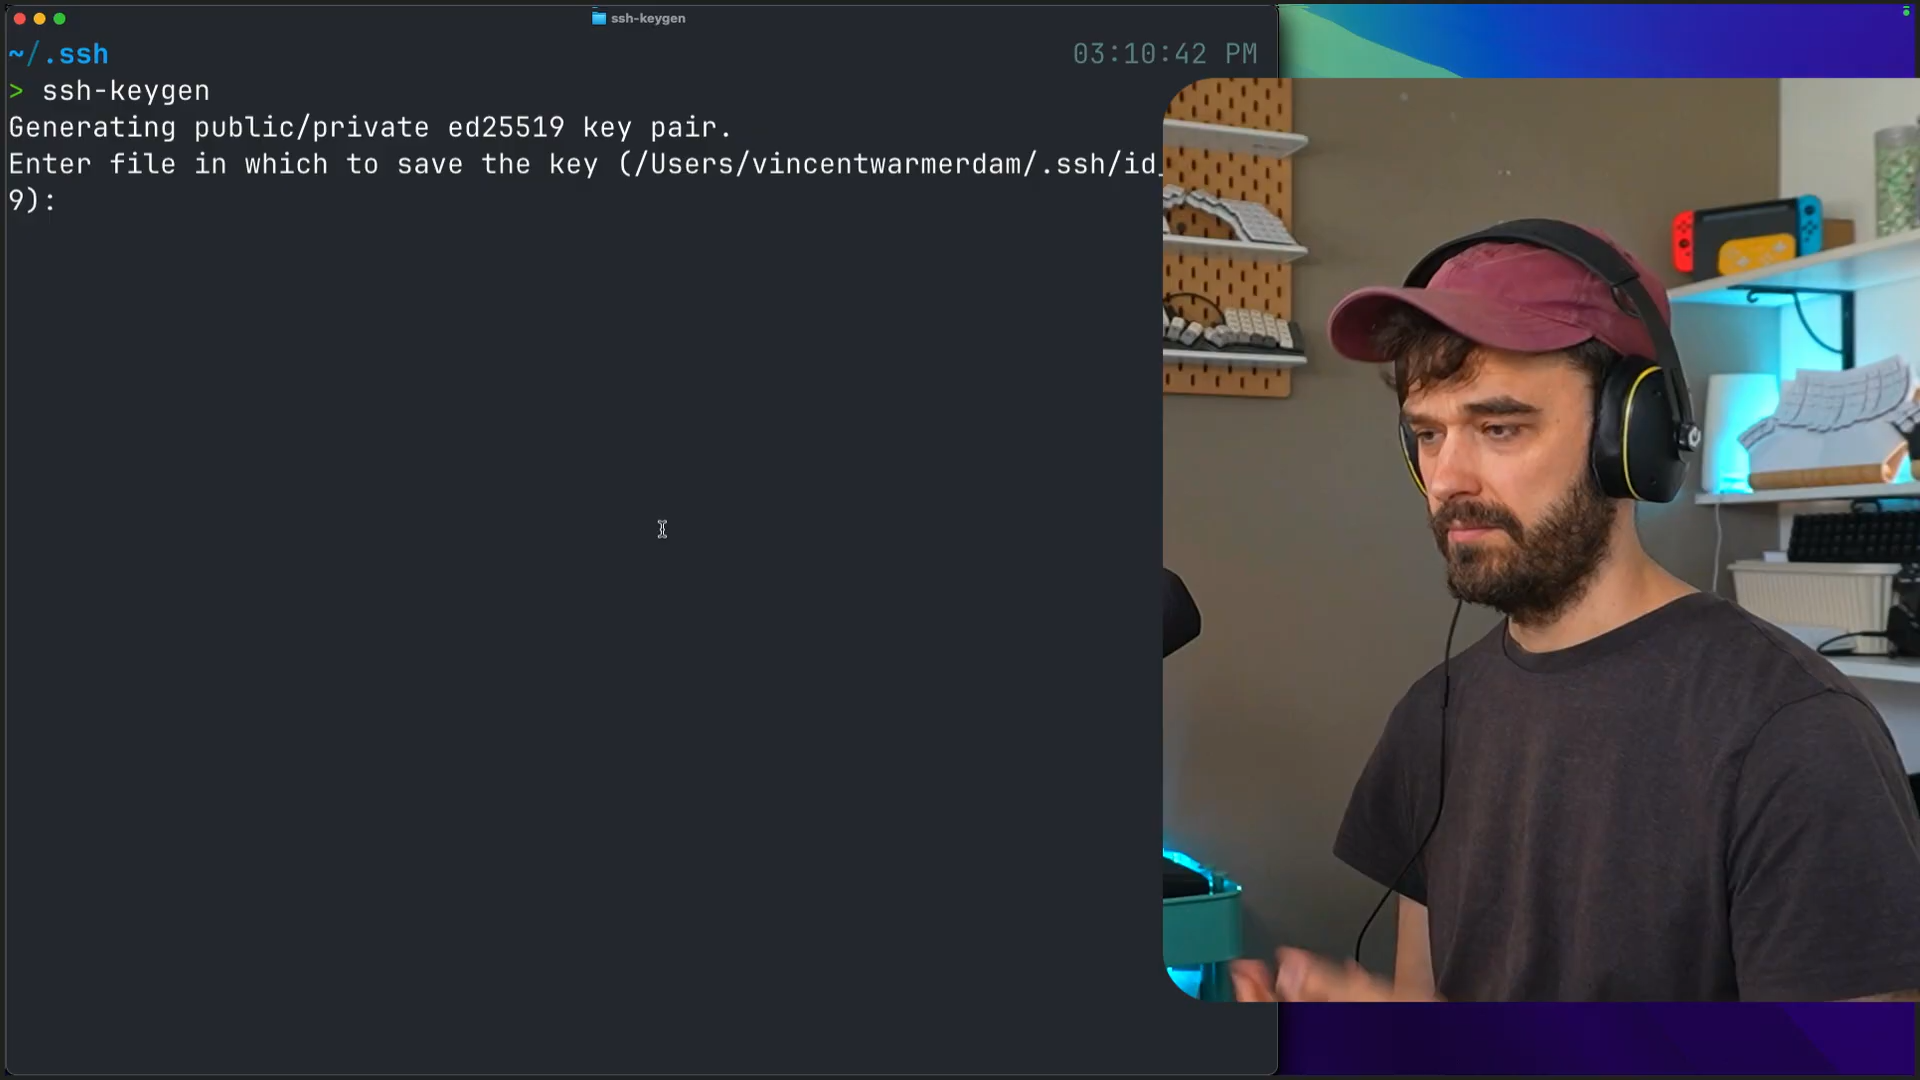 ssh-keygen
~/.ssh
03:10:42 PM
> ssh-keygen
Generating public/private ed25519 key pair.
Enter file in which to save the key (/Users/vincentwarmerdam/.ssh/id_
9):